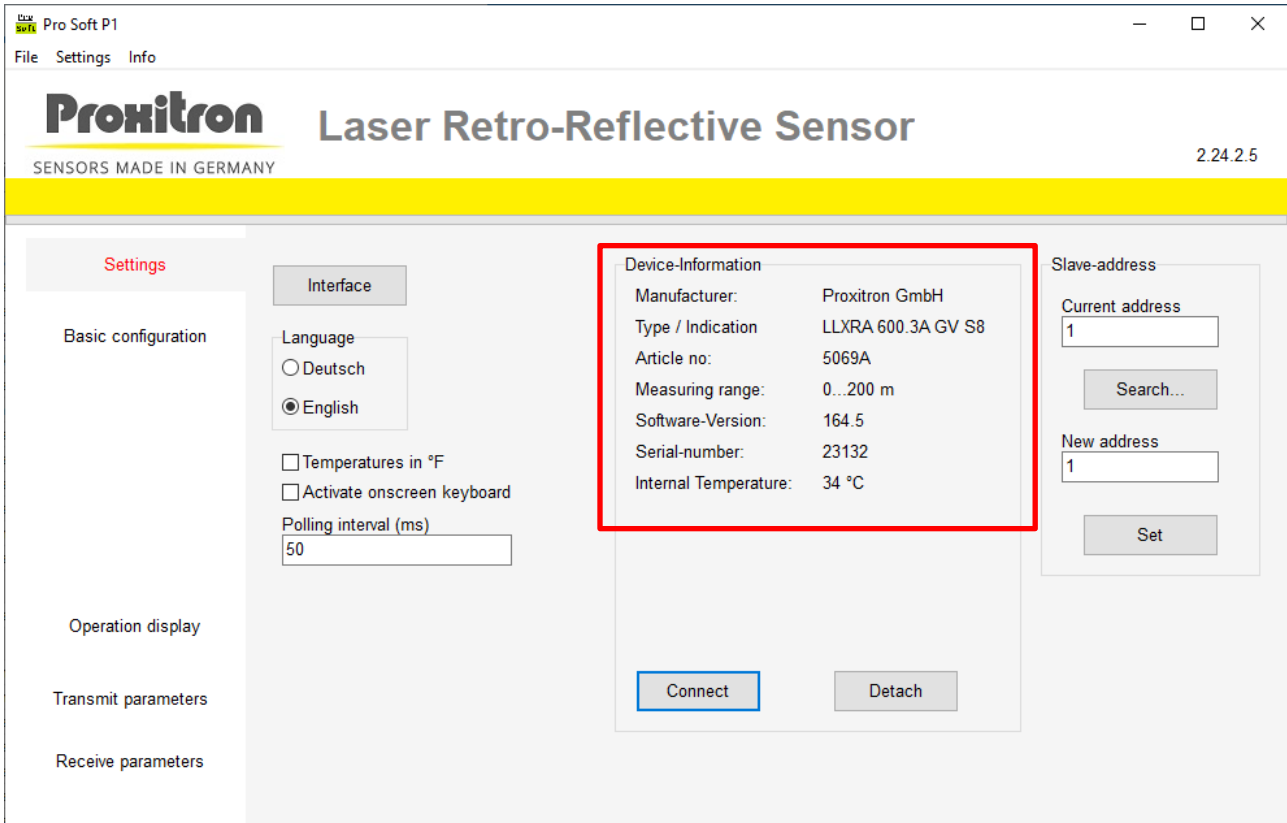 Pro Soft P1
File Settings Info
Proxitron
SENSORS MADE IN GERMANY
Laser Retro-Reflective Sensor
2.24.2.5
Settings
Basic configuration
Operation display
Transmit parameters
Receive parameters
Interface
Language
Deutsch
English
Temperatures in °F
Activate onscreen keyboard
Polling interval (ms)
50
Device-Information
Manufacturer: Proxitron GmbH
Type / Indication LLXRA 600.3A GV S8
Article no: 5069A
Measuring range: 0...200 m
Software-Version: 164.5
Serial-number: 23132
Internal Temperature: 34 °C
Connect Detach
Slave-address
Current address
1
Search...
New address
1
Set